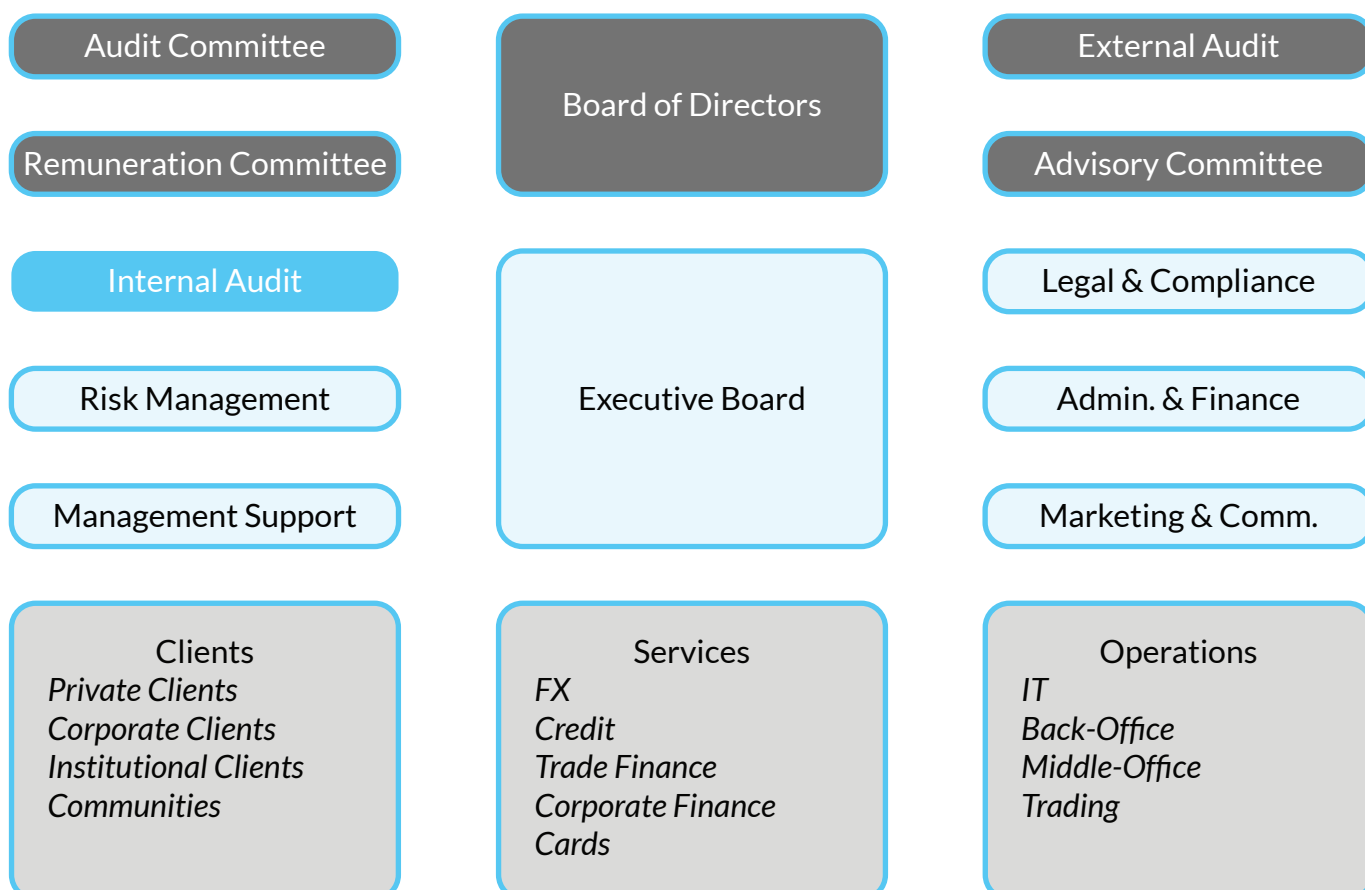 Audit Committee
Board of Directors
External Audit
Remuneration Committee
Advisory Committee
Internal Audit
Legal & Compliance
Risk Management
Executive Board
Admin. & Finance
Management Support
Marketing & Comm.
Clients
Private Clients
Corporate Clients
Institutional Clients
Communities
Services
FX
Credit
Trade Finance
Corporate Finance
Cards
Operations
IT
Back-Office
Middle-Office
Trading